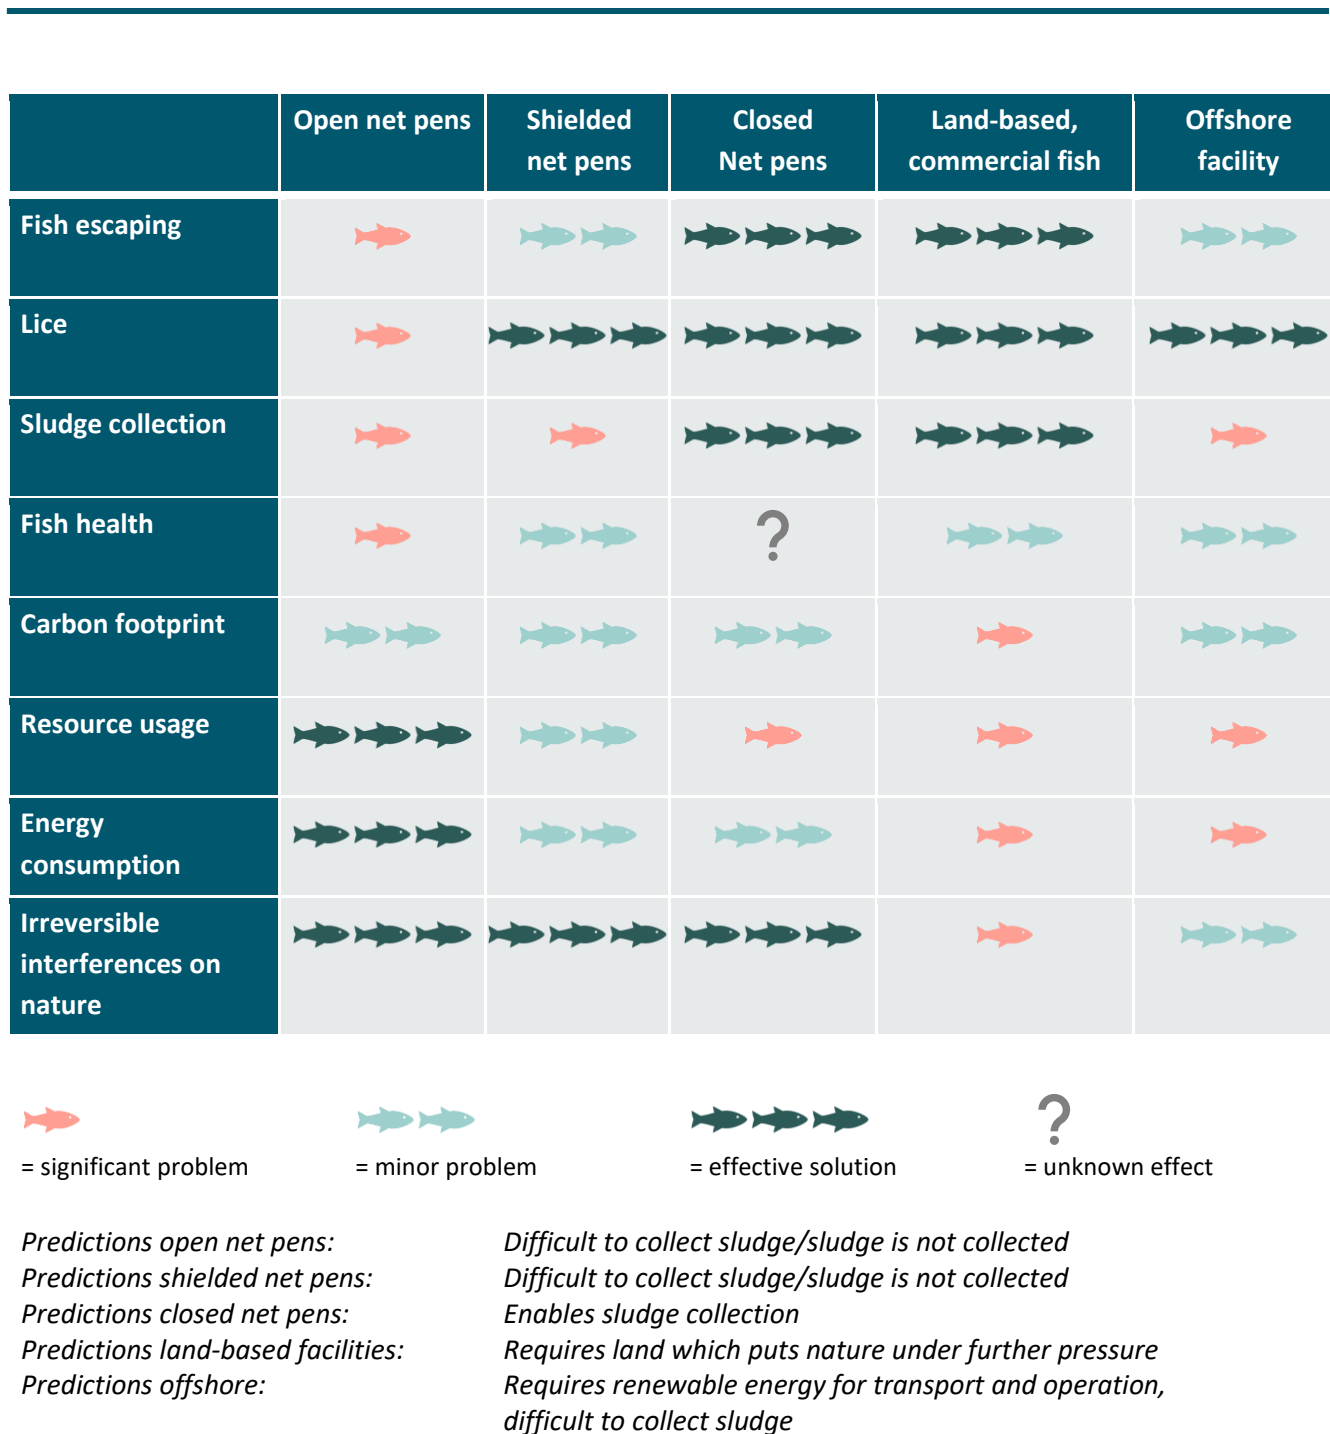 Open net pens
Shielded
net pens
Closed
Net pens
Land-based,
commercial fish
Offshore
facility
Fish escaping
Lice
Sludge collection
Fish health
?
Carbon footprint
Resource usage
Energy
consumption
Irreversible
interferences on
nature
?
= significant problem
= minor problem
= effective solution
= unknown effect
Predictions open net pens: Difficult to collect sludge/sludge is not collected
Predictions shielded net pens: Difficult to collect sludge/sludge is not collected
Predictions closed net pens: Enables sludge collection
Predictions land-based facilities: Requires land which puts nature under further pressure
Predictions offshore: Requires renewable energy for transport and operation,
difficult to collect sludge